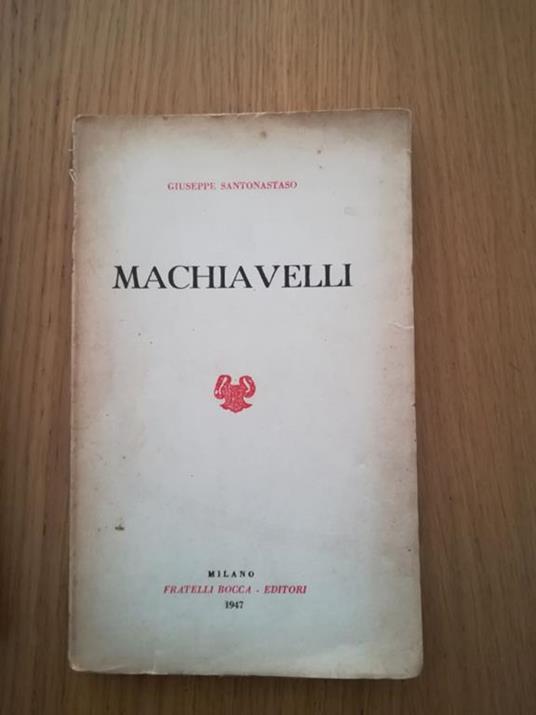 GIUSEPPE SANTONASTASO
MACHIAVELLI
MILANO
FRATELLI BOCCA - EDITORI
1947